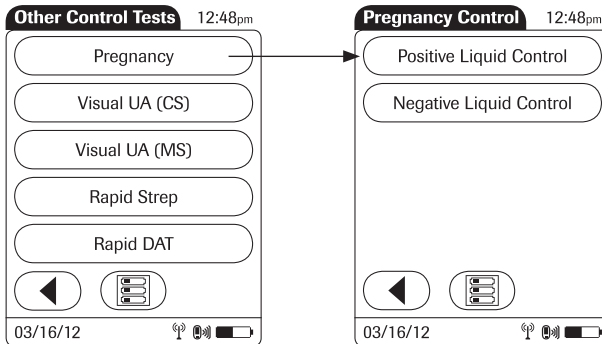 Other Control Tests 12:48pm
Pregnancy
Visual UA (CS)
Visual UA (MS)
Rapid Strep
Rapid DAT
03/16/12
Pregnancy Control 12:48pm
Positive Liquid Control
Negative Liquid Control
03/16/12